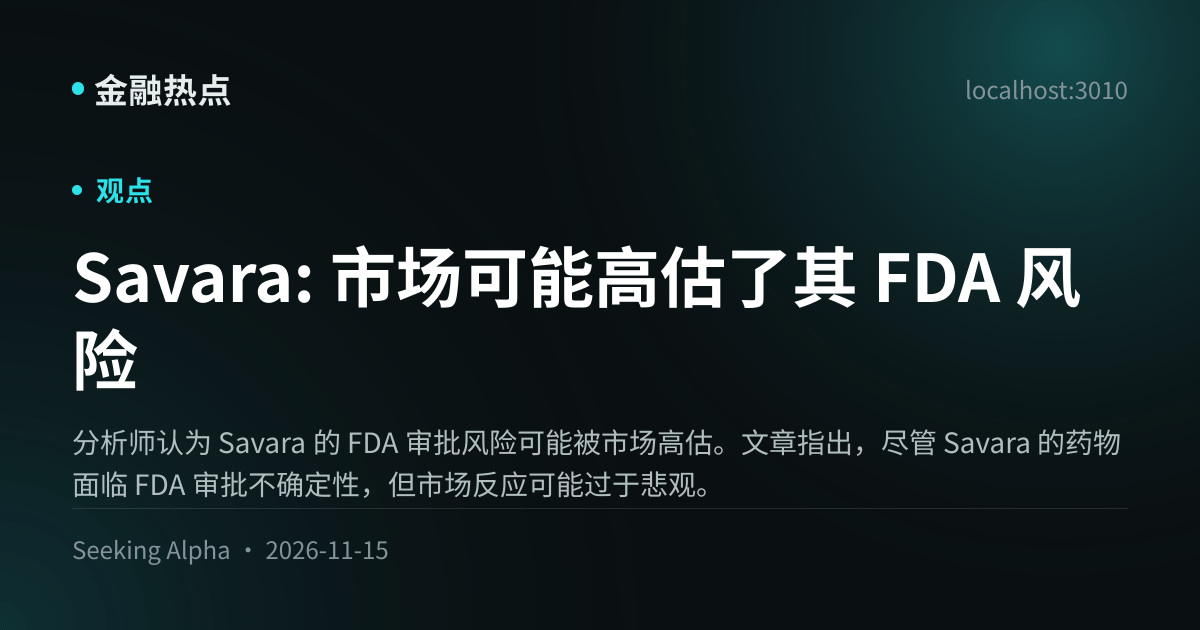 金融热点
localhost:3010
观点
Savara: 市场可能高估了其 FDA 风
险
分析师认为 Savara 的 FDA 审批风险可能被市场高估。文章指出，尽管 Savara 的药物
面临 FDA 审批不确定性，但市场反应可能过于悲观。
Seeking Alpha • 2026-11-15